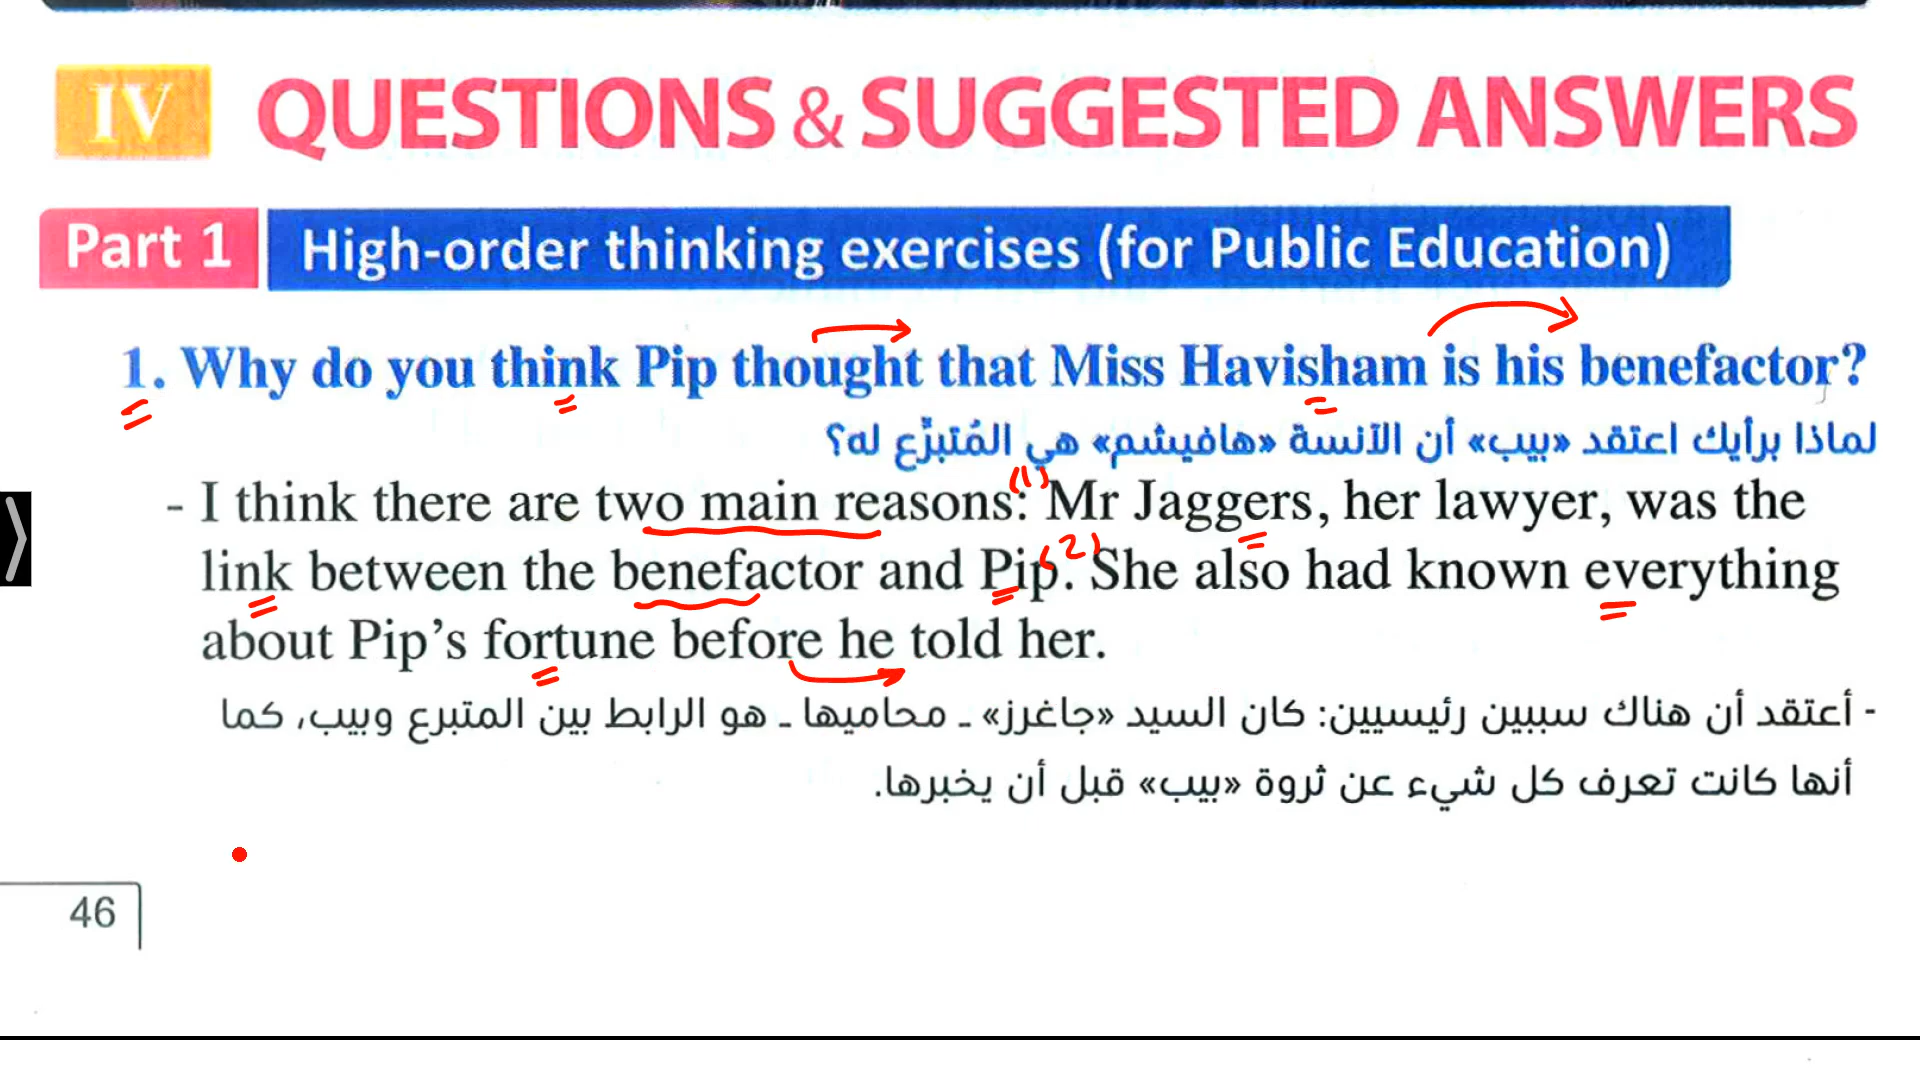 IV QUESTIONS & SUGGESTED ANSWERS
Part 1 High-order thinking exercises (for Public Education)
1. Why do you think Pip thought that Miss Havisham is his benefactor?
لماذا برأيك اعتقد «بيب» أن الآنسة «هافيشم» هي المُتبرِّع له؟
- I think there are two main reasons: (1) Mr Jaggers, her lawyer, was the
link between the benefactor and Pip. (2) She also had known everything
about Pip's fortune before he told her.
- أعتقد أن هناك سببين رئيسيين: كان السيد «جاغرز» ـ محاميها ـ هو الرابط بين المتبرع وبيب، كما
أنها كانت تعرف كل شيء عن ثروة «بيب» قبل أن يخبرها.
46